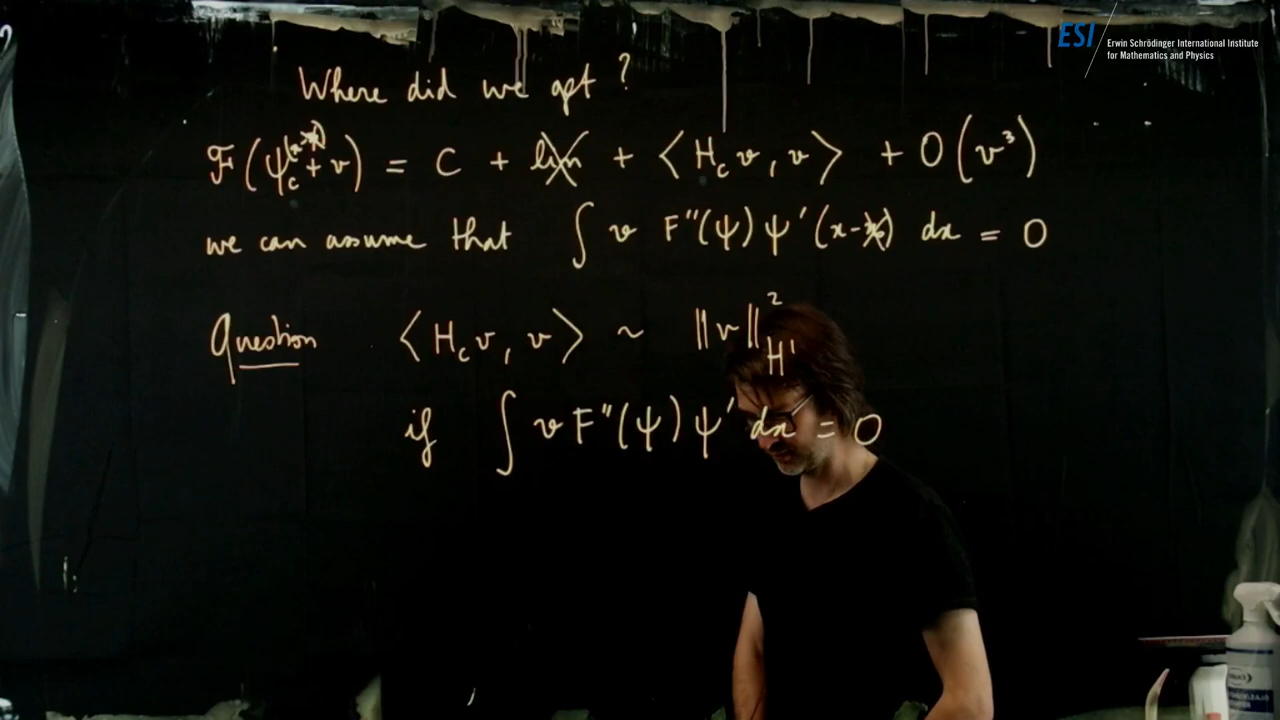 ESI Erwin Schrödinger International Institute
for Mathematics and Physics
Where did we get ?
ℱ(ψ_c + v) = C + lin + ⟨H_c v, v⟩ + O(v³)
we can assume that ∫ v F″(ψ) ψ′(x-x₀) dx = 0
Question ⟨H_c v, v⟩ ~ ‖v‖²_{H¹}
if ∫ v F″(ψ) ψ′ dx = 0